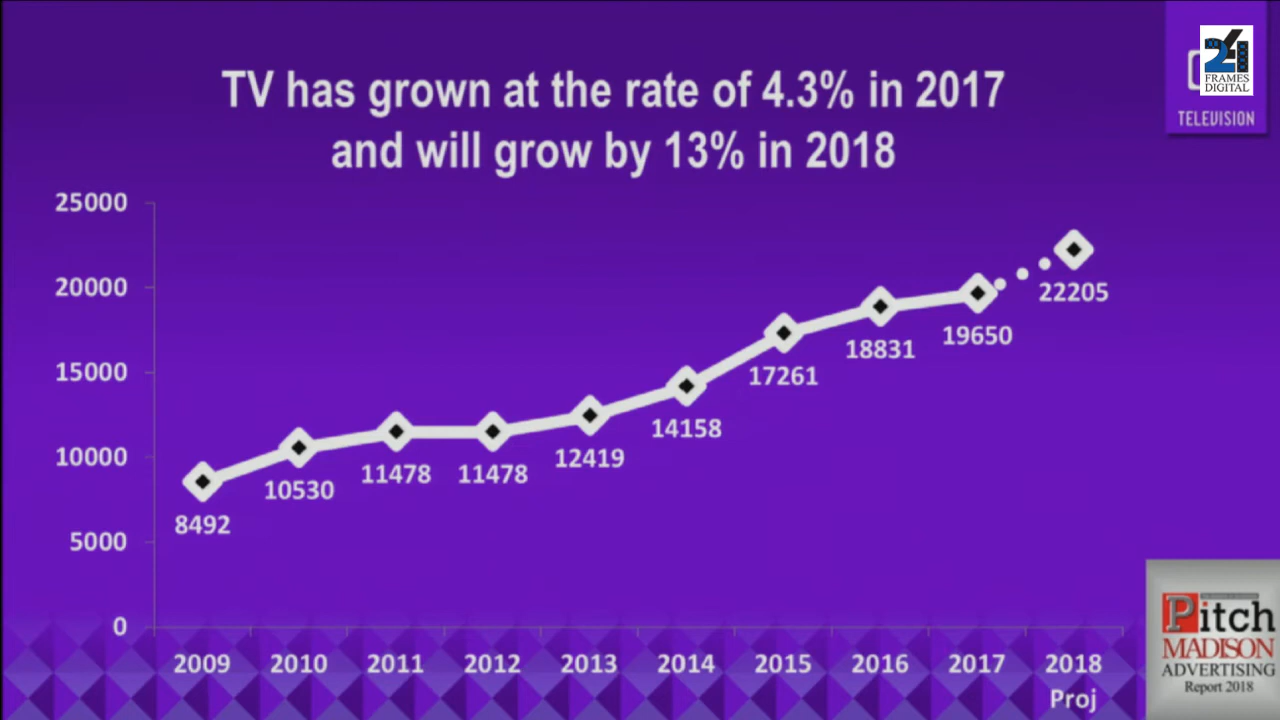 TV has grown at the rate of 4.3% in 2017
and will grow by 13% in 2018
24
FRAMES
DIGITAL
TELEVISION
25000
20000
15000
10000
5000
0
8492
10530
11478
11478
12419
14158
17261
18831
19650
22205
2009 2010 2011 2012 2013 2014 2015 2016 2017 2018
Proj
Pitch
MADISON
ADVERTISING
Report 2018